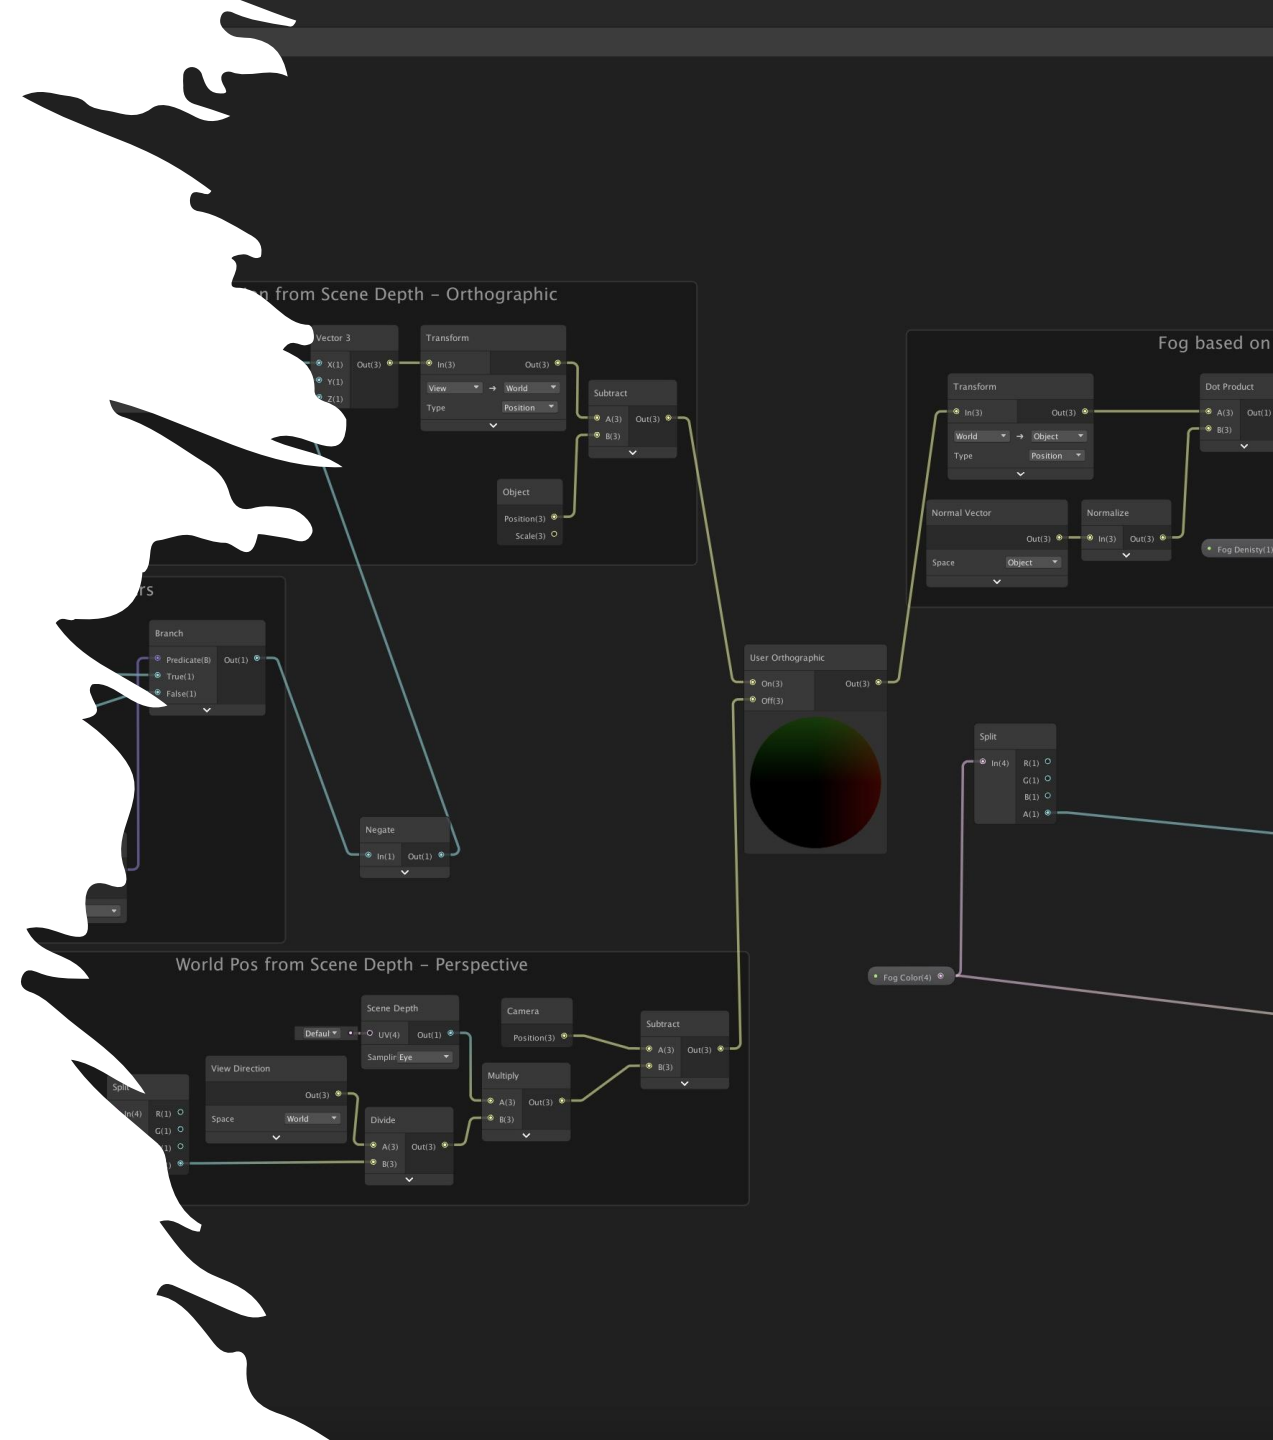 from Scene Depth – Orthographic
Vector 3
X(1) Out(3)
Y(1)
Z(1)
Transform
In(3) Out(3)
View → World
Type Position
Subtract
A(3) Out(3)
B(3)
Object
Position(3)
Scale(3)
Fog based on
Transform
In(3) Out(3)
World → Object
Type Position
Dot Product
A(3) Out(1)
B(3)
Normal Vector
Out(3)
Space Object
Normalize
In(3) Out(3)
Fog Denisty(1)
Branch
Predicate(B) Out(1)
True(1)
False(1)
Negate
In(1) Out(1)
User Orthographic
On(3) Out(3)
Off(3)
Split
In(4) R(1)
G(1)
B(1)
A(1)
Fog Color(4)
World Pos from Scene Depth – Perspective
Scene Depth
Defaul UV(4) Out(1)
Samplin Eye
Camera
Position(3)
Subtract
A(3) Out(3)
B(3)
View Direction
Out(3)
Space World
Multiply
A(3) Out(3)
B(3)
Divide
A(3) Out(3)
B(3)
Split
In(4) R(1)
G(1)